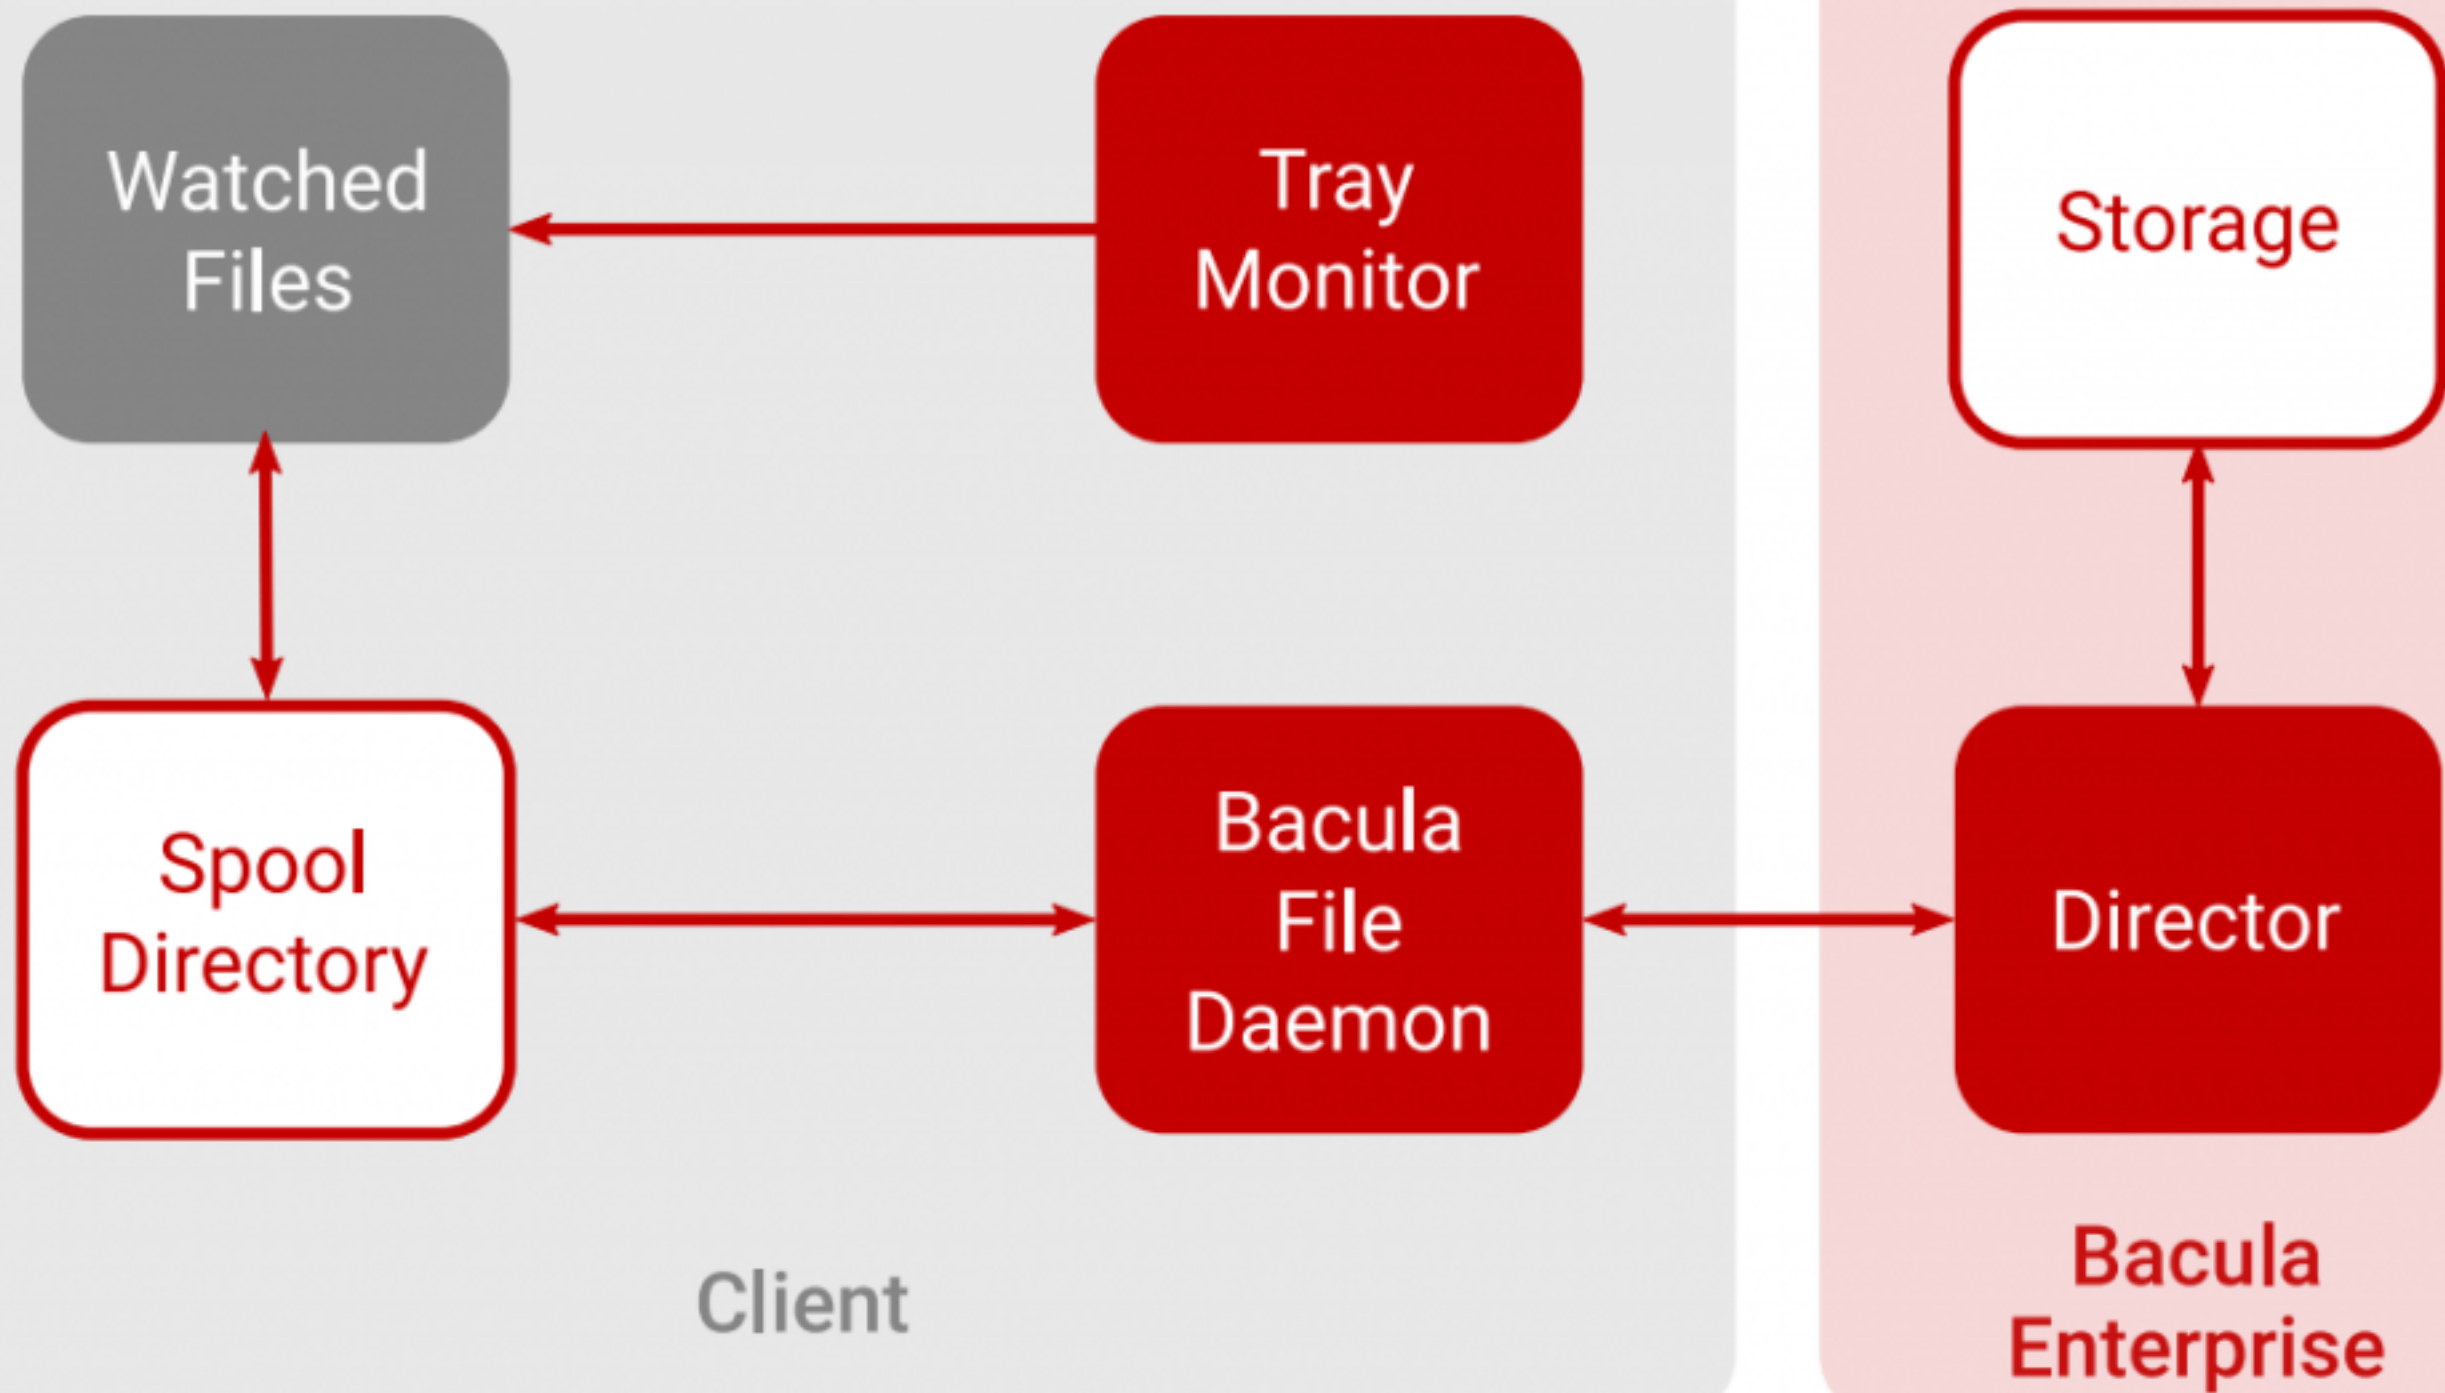 Watched
Files
Tray
Monitor
Storage
Spool
Directory
Bacula
File
Daemon
Director
Client
Bacula
Enterprise